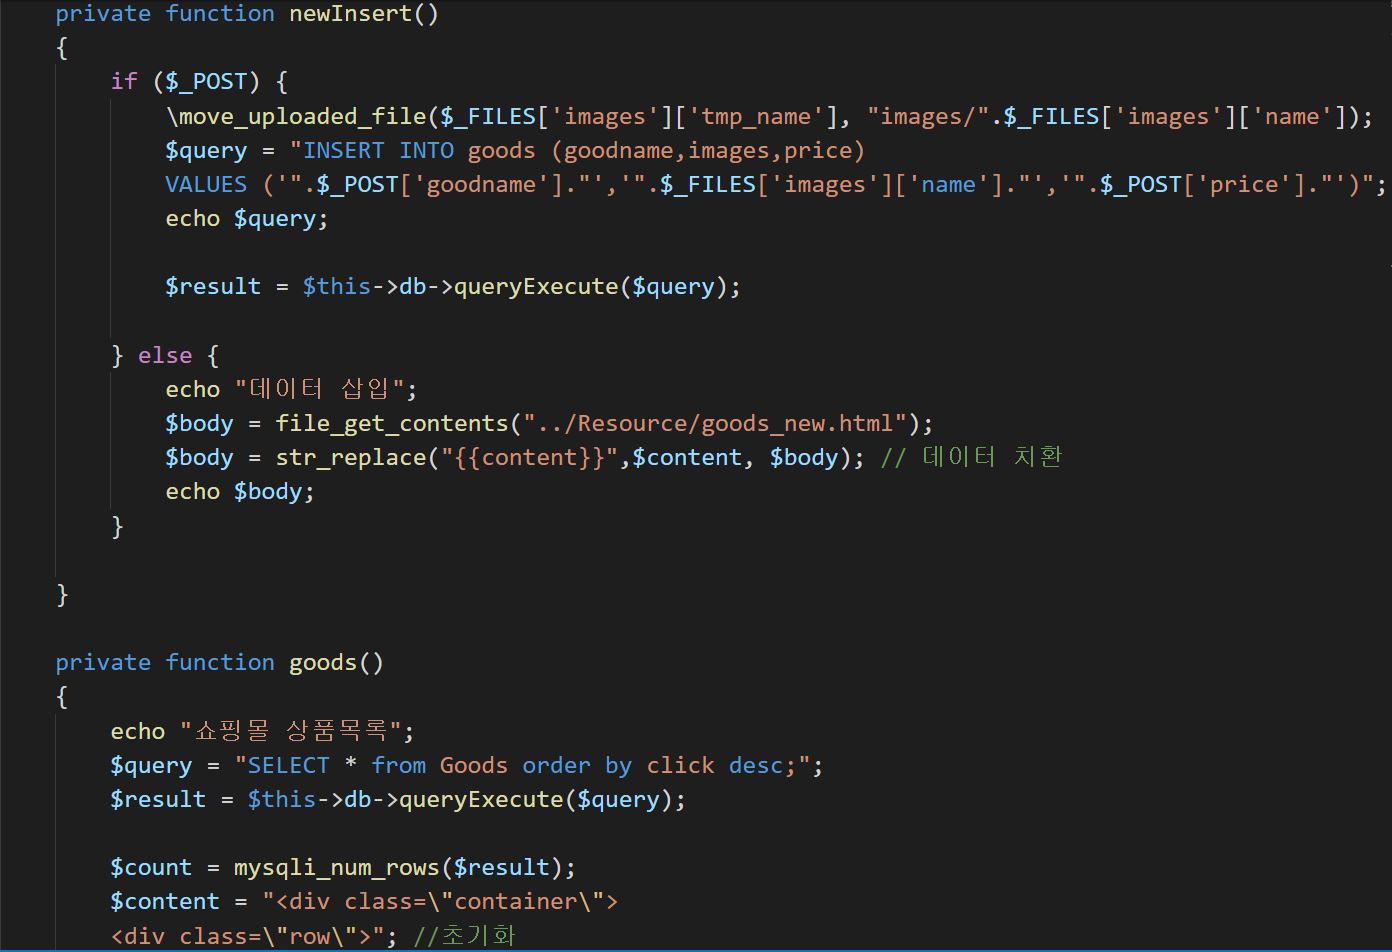 private function newInsert()
{
if ($_POST) {
\move_uploaded_file($_FILES['images']['tmp_name'], "images/".$_FILES['images']['name']);
$query = "INSERT INTO goods (goodname,images,price)
VALUES ('".$_POST['goodname']."','".$_FILES['images']['name']."','".$_POST['price']."')";
echo $query;
$result = $this->db->queryExecute($query);
} else {
echo "데이터 삽입";
$body = file_get_contents("../Resource/goods_new.html");
$body = str_replace("{{content}}",$content, $body); // 데이터 치환
echo $body;
}
}
private function goods()
{
echo "쇼핑몰 상품목록";
$query = "SELECT * from Goods order by click desc;";
$result = $this->db->queryExecute($query);
$count = mysqli_num_rows($result);
$content = "<div class=\"container\">
<div class=\"row\">"; //초기화